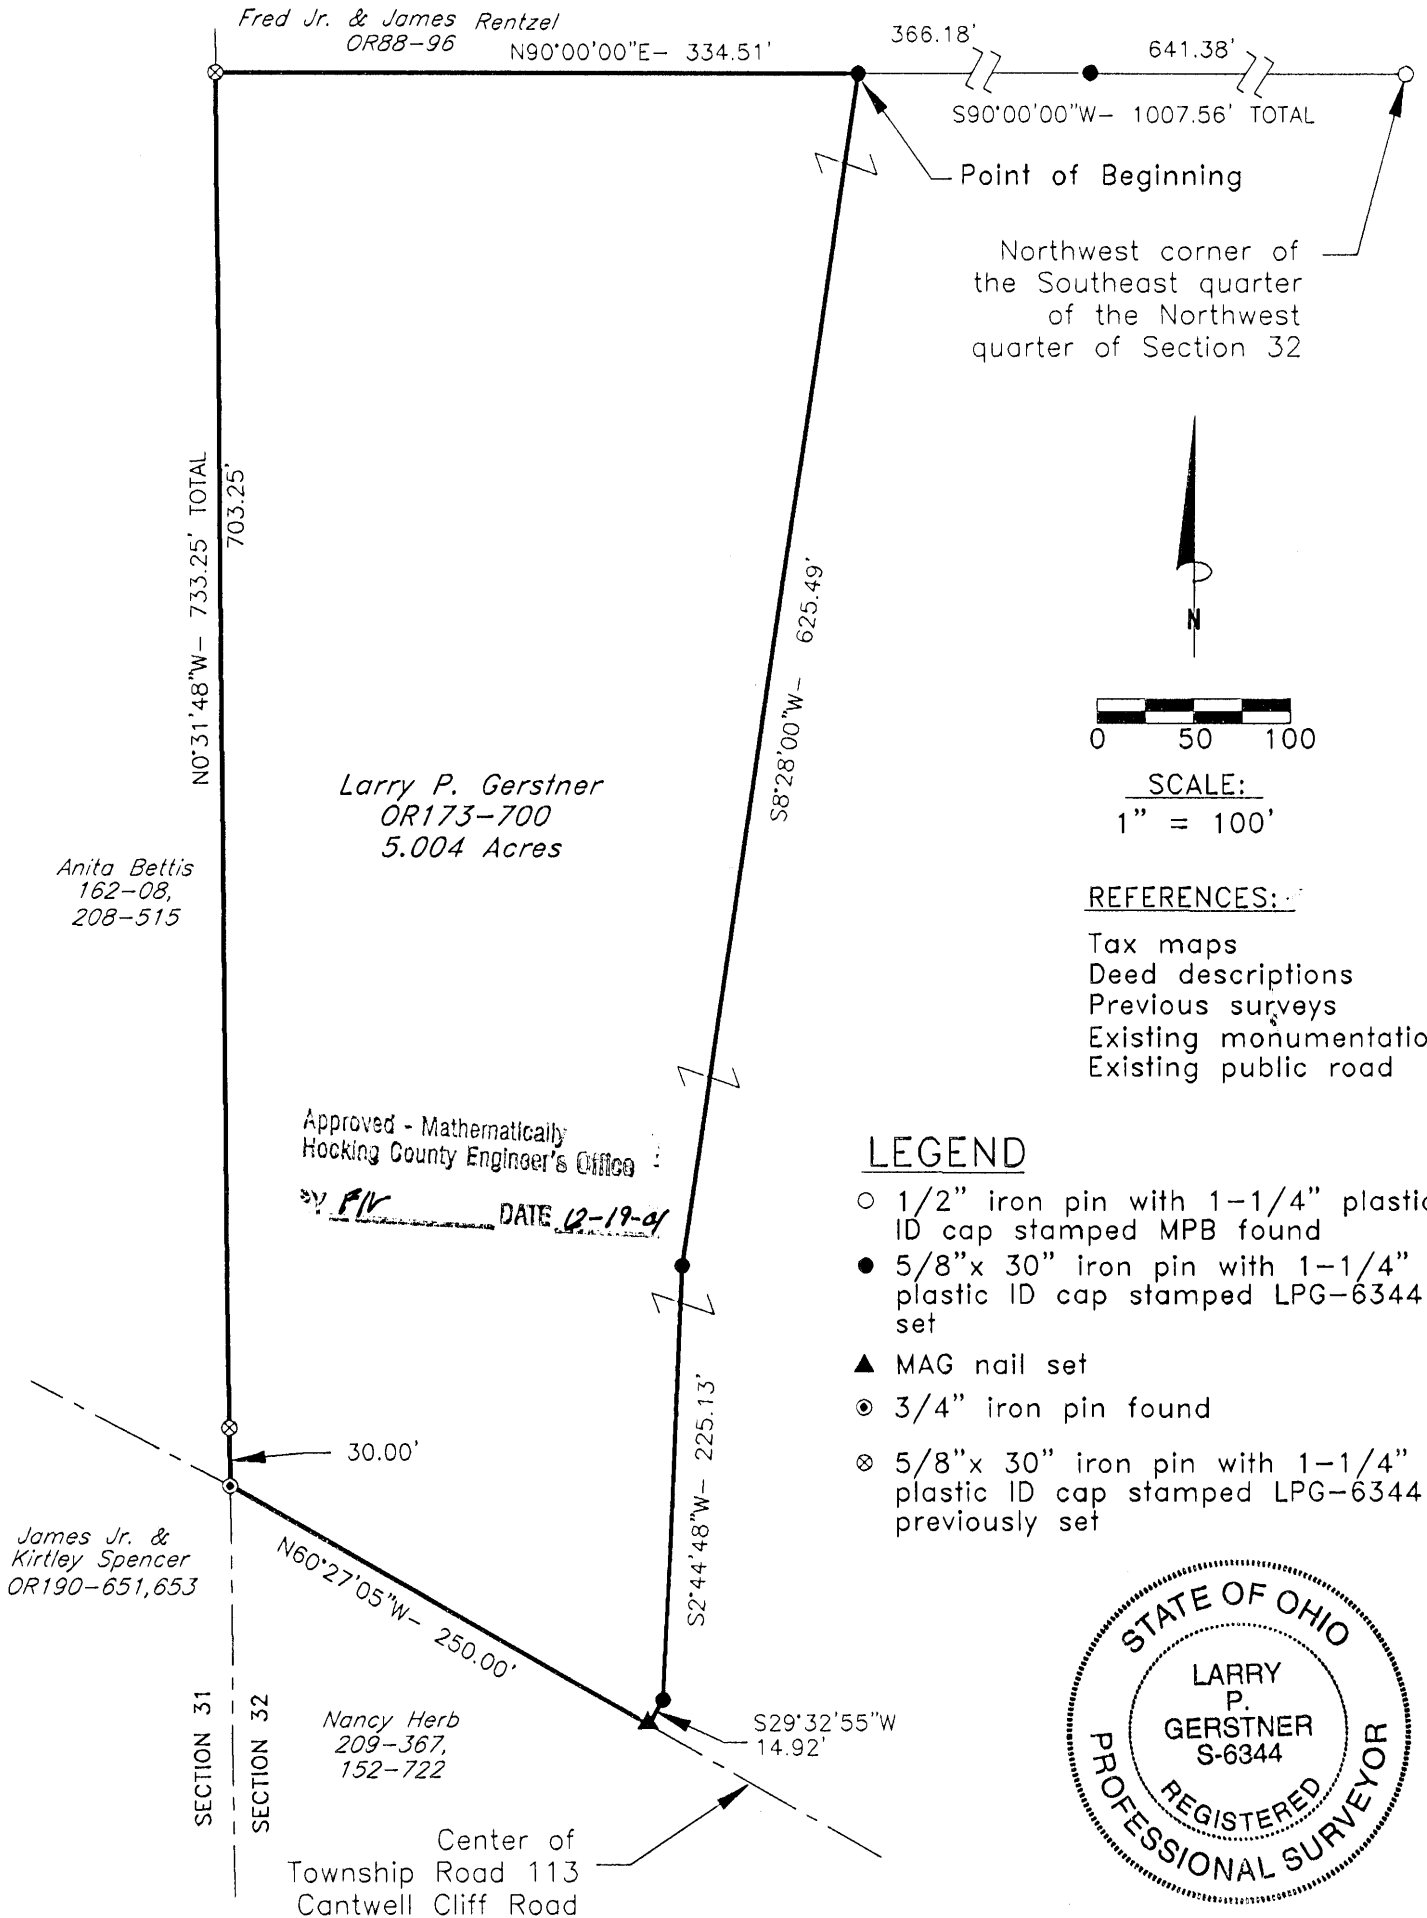 Fred Jr. & James Rentzel
OR88-96
N90°00'00"E- 334.51'
366.18'
641.38'
S90°00'00"W- 1007.56' TOTAL
Point of Beginning
Northwest corner of
the Southeast quarter
of the Northwest
quarter of Section 32
N0°31'48"W- 733.25' TOTAL
703.25'
S8°28'00"W- 625.49'
N
0 50 100
SCALE:
1" = 100'
Larry P. Gerstner
OR173-700
5.004 Acres
Anita Bettis
162-08,
208-515
REFERENCES:
Tax maps
Deed descriptions
Previous surveys
Existing monumentatio
Existing public road
Approved - Mathematically
Hocking County Engineer's Office
BY DATE 12-19-01
LEGEND
1/2" iron pin with 1-1/4" plastic
ID cap stamped MPB found
5/8"x 30" iron pin with 1-1/4"
plastic ID cap stamped LPG-6344
set
MAG nail set
3/4" iron pin found
5/8"x 30" iron pin with 1-1/4"
plastic ID cap stamped LPG-6344
previously set
30.00'
S2°44'48"W- 225.13'
James Jr. &
Kirtley Spencer
OR190-651,653
N60°27'05"W- 250.00'
SECTION 31
SECTION 32
Nancy Herb
209-367,
152-722
S29°32'55"W
14.92'
Center of
Township Road 113
Cantwell Cliff Road
STATE OF OHIO
LARRY
P.
GERSTNER
S-6344
REGISTERED
PROFESSIONAL SURVEYOR